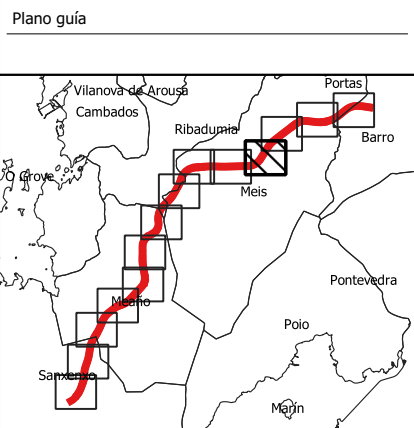 Plano guía
Portas
Vilanova de Arousa
Cambados
Ribadumia
Barro
O Grove
Meis
Pontevedra
Meaño
Poio
Sanxenxo
Marín